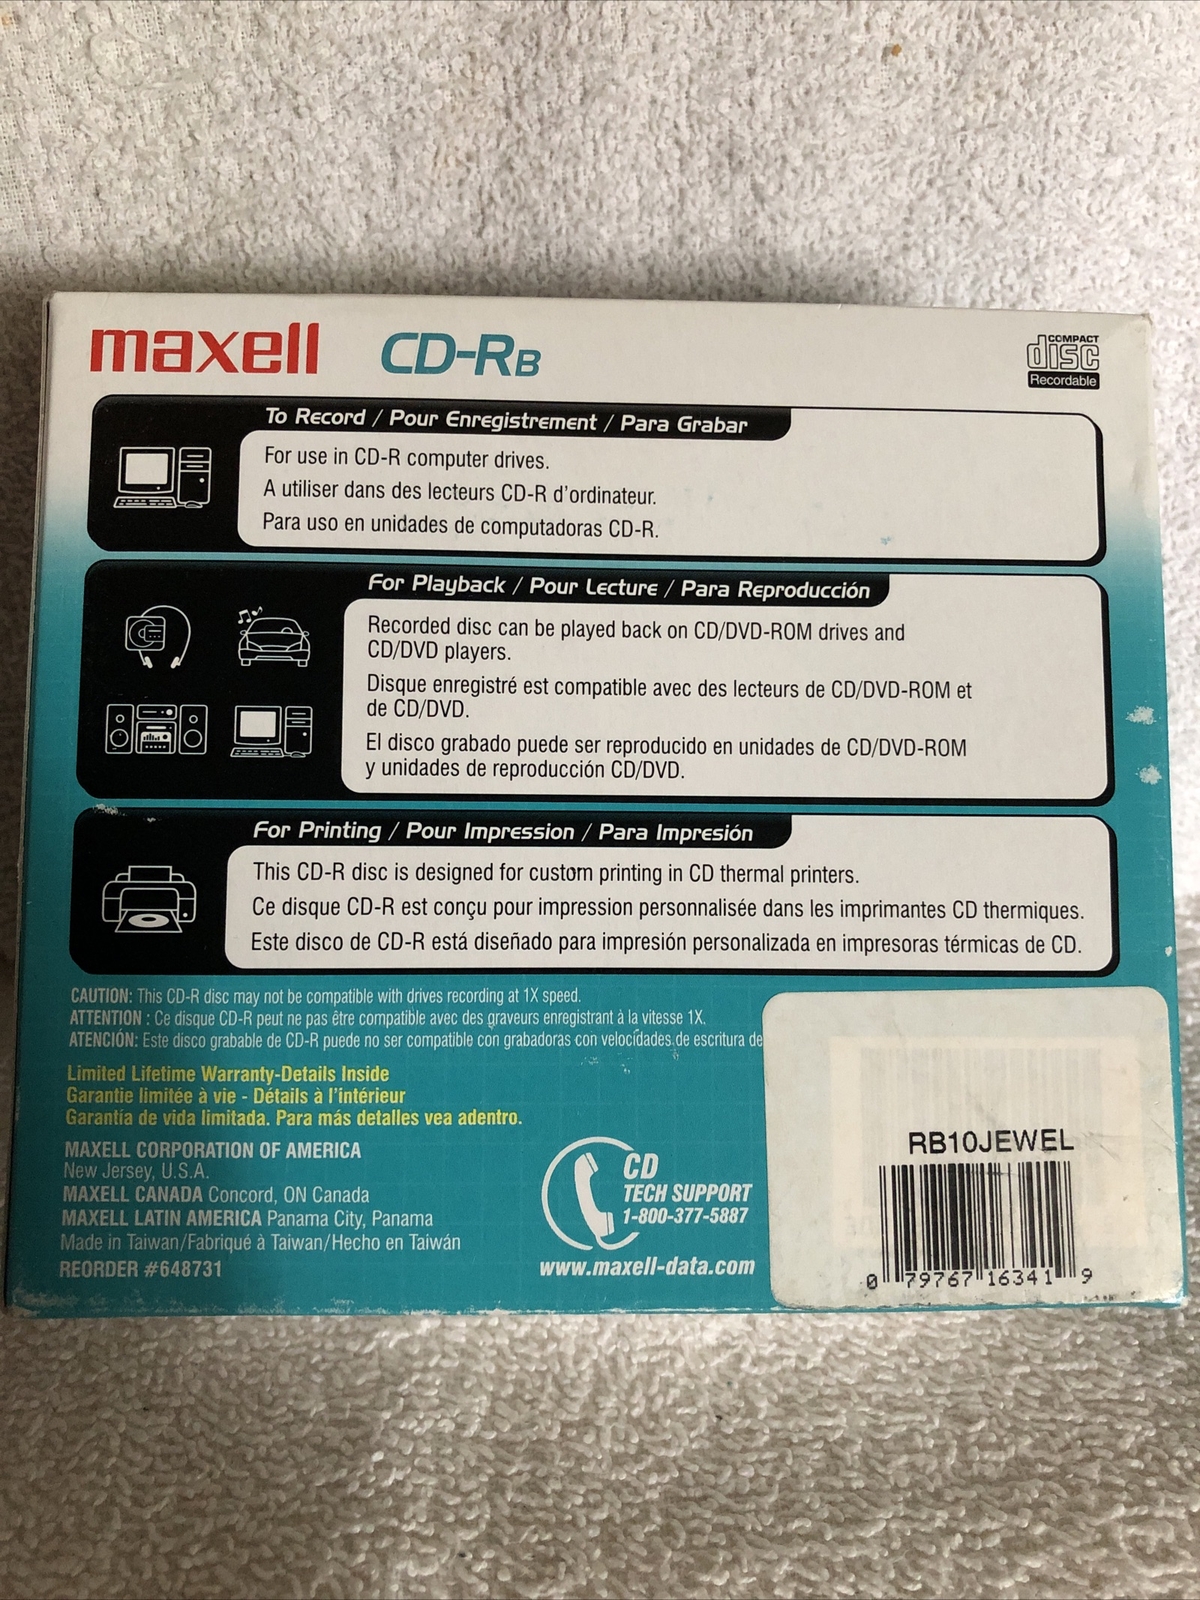 maxell CD-RB
COMPACT
disc
Recordable
To Record / Pour Enregistrement / Para Grabar
For use in CD-R computer drives.
A utiliser dans des lecteurs CD-R d'ordinateur.
Para uso en unidades de computadoras CD-R.
For Playback / Pour Lecture / Para Reproducción
Recorded disc can be played back on CD/DVD-ROM drives and
CD/DVD players.
Disque enregistré est compatible avec des lecteurs de CD/DVD-ROM et
de CD/DVD.
El disco grabado puede ser reproducido en unidades de CD/DVD-ROM
y unidades de reproducción CD/DVD.
For Printing / Pour Impression / Para Impresión
This CD-R disc is designed for custom printing in CD thermal printers.
Ce disque CD-R est conçu pour impression personnalisée dans les imprimantes CD thermiques.
Este disco de CD-R está diseñado para impresión personalizada en impresoras térmicas de CD.
CAUTION: This CD-R disc may not be compatible with drives recording at 1X speed.
ATTENTION : Ce disque CD-R peut ne pas être compatible avec des graveurs enregistrant à la vitesse 1X.
ATENCIÓN: Este disco grabable de CD-R puede no ser compatible con grabadoras con velocídades de escritura de
Limited Lifetime Warranty-Details Inside
Garantie limitée à vie - Détails à l'intérieur
Garantía de vida limitada. Para más detalles vea adentro.
MAXELL CORPORATION OF AMERICA
New Jersey, U.S.A.
MAXELL CANADA Concord, ON Canada
MAXELL LATIN AMERICA Panama City, Panama
Made in Taiwan/Fabriqué à Taiwan/Hecho en Taiwán
REORDER #648731
CD
TECH SUPPORT
1-800-377-5887
www.maxell-data.com
RB10JEWEL
0 79767 16341 9